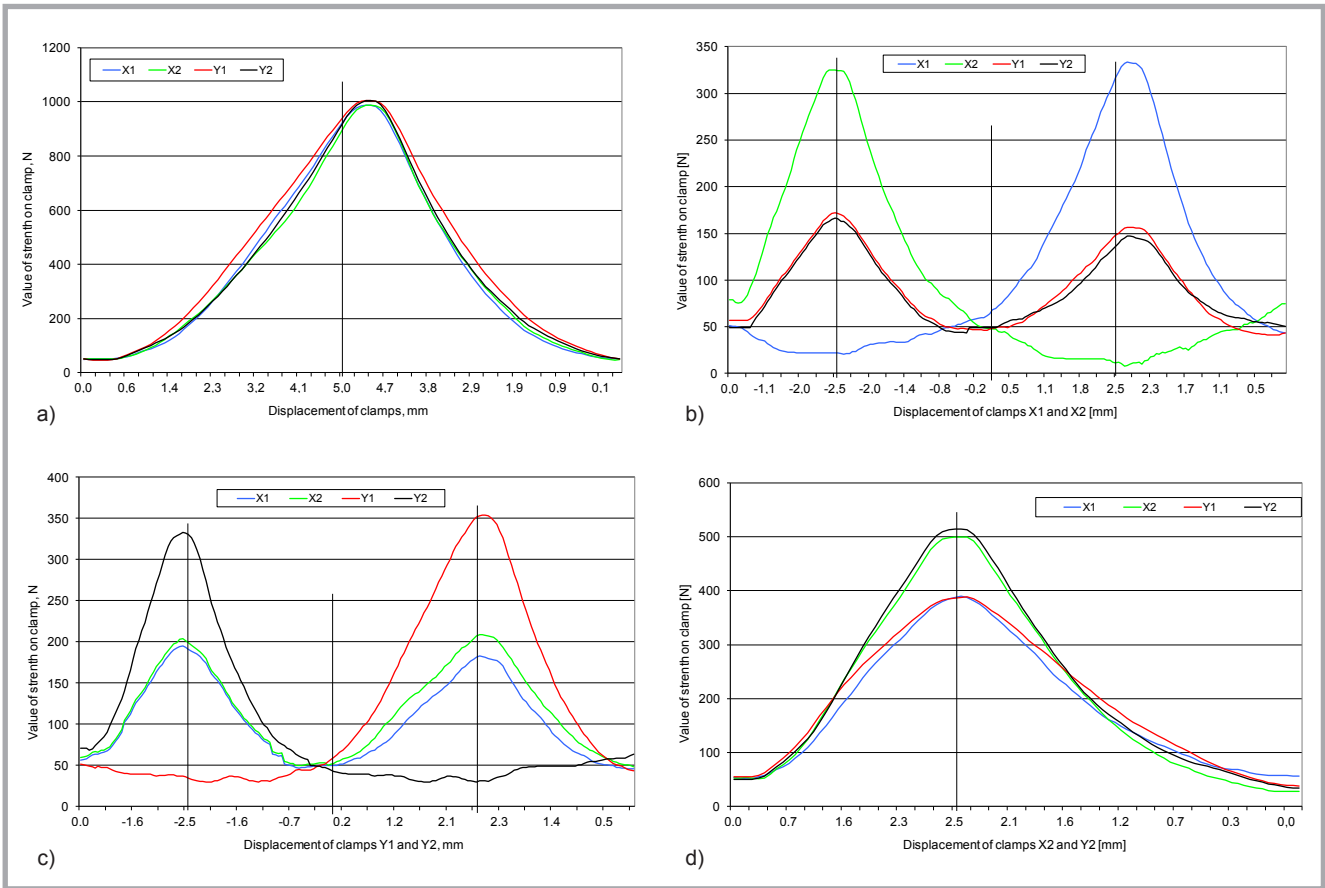 1200
1000
800
600
400
200
0
Value of strenth on clamp, N
X1 X2 Y1 Y2
0,0 0,6 1,4 2,3 3,2 4,1 5,0 4,7 3,8 2,9 1,9 0,1
Displacement of clamps, mm
a)
350
300
250
200
150
100
50
0
Value of strenth on clamp [N]
X1 X2 Y1 Y2
0.0 -1,1 -2.0 -2.5 -2.0 -1.4 -0.8 -0.2 0.5 1.1 1.8 2.5 2.3 1.7 1,1 0.5
Displacement of clamps X1 and X2 [mm]
b)
400
350
300
250
200
150
100
50
0
Value of strenth on clamp, N
X1 X2 Y1 Y2
0.0 -1.6 -2.5 -1.6 -0.7 0.2 1.2 2.1 2.3 1.4 0.5
Displacement of clamps Y1 and Y2, mm
c)
600
500
400
300
200
100
0
Value of strenth on clamp [N]
X1 X2 Y1 Y2
0.0 0.7 1.6 2.3 2.5 2.1 1.6 1.2 0.7 0.3 0,0
Displacement of clamps X2 and Y2 [mm]
d)